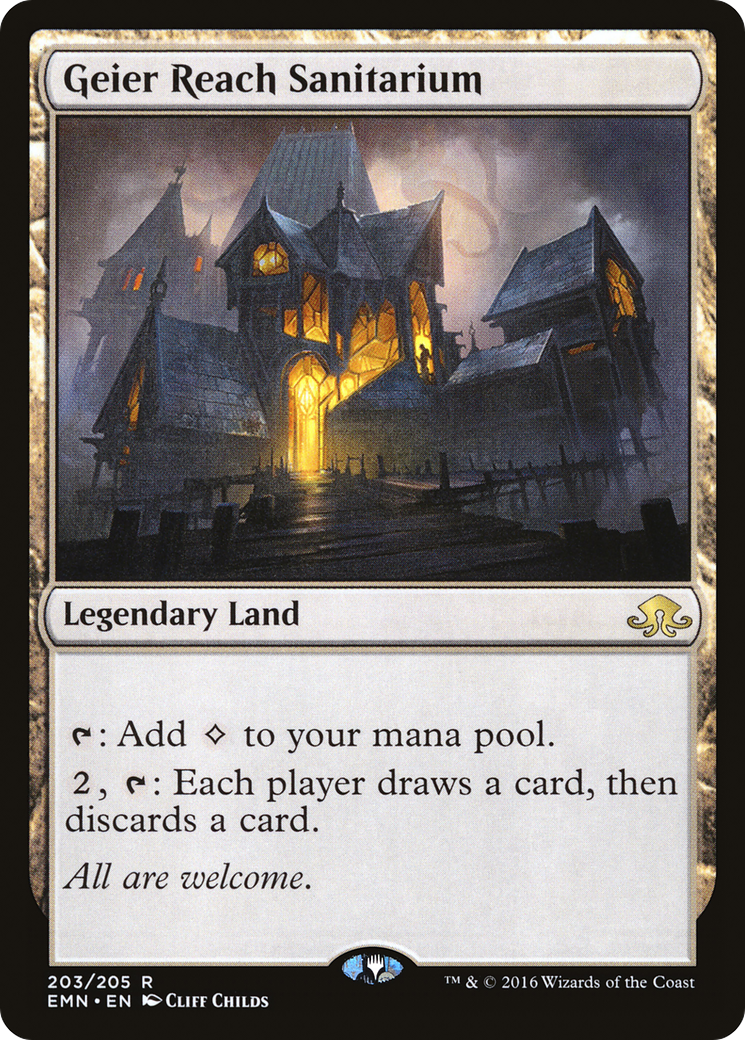 Geier Reach Sanitarium
Legendary Land
: Add to your mana pool.
2, : Each player draws a card, then
discards a card.
All are welcome.
203/205 R
™ & © 2016 Wizards of the Coast
EMN • EN Cliff Childs